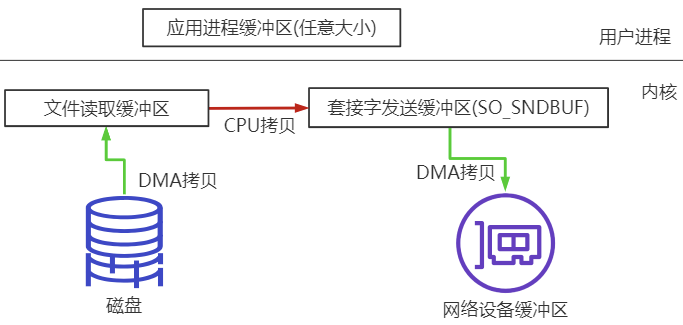 应用进程缓冲区(任意大小)
用户进程
内核
文件读取缓冲区
CPU拷贝
套接字发送缓冲区(SO_SNDBUF)
DMA拷贝
DMA拷贝
磁盘
网络设备缓冲区